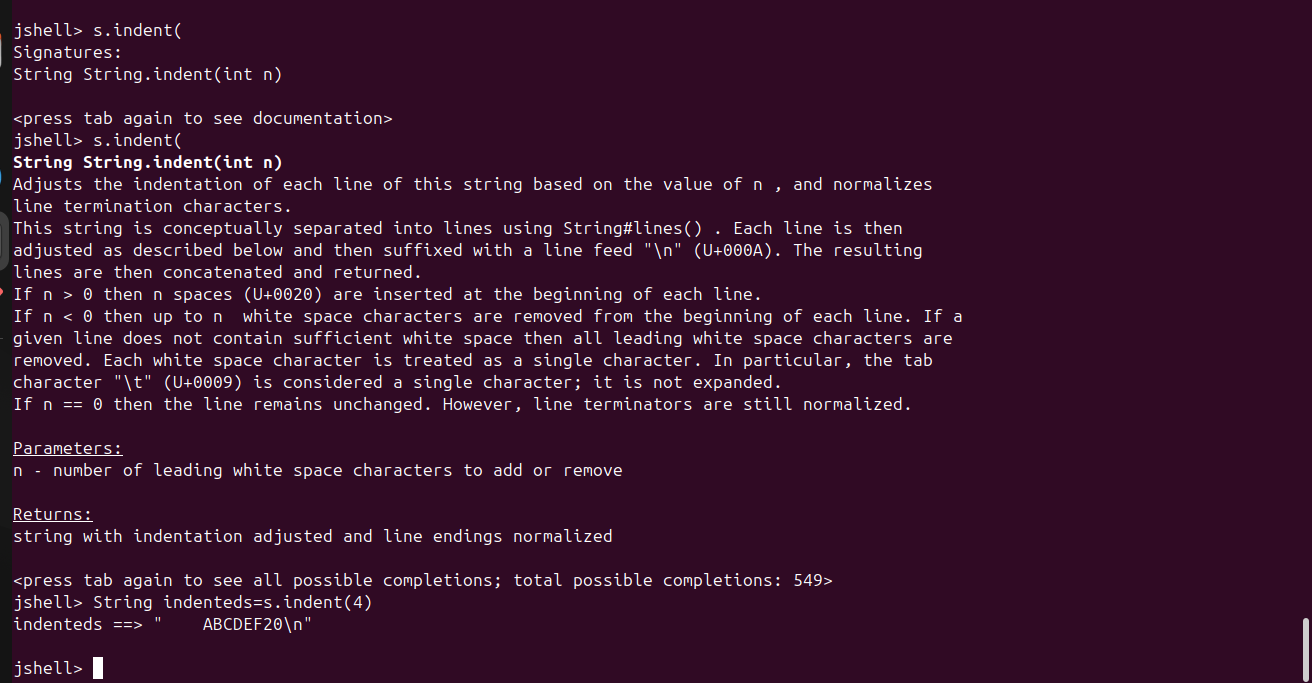 jshell> s.indent(
Signatures:
String String.indent(int n)
<press tab again to see documentation>
jshell> s.indent(
String String.indent(int n)
Adjusts the indentation of each line of this string based on the value of n , and normalizes
line termination characters.
This string is conceptually separated into lines using String#lines() . Each line is then
adjusted as described below and then suffixed with a line feed "\n" (U+000A). The resulting
lines are then concatenated and returned.
If n > 0 then n spaces (U+0020) are inserted at the beginning of each line.
If n < 0 then up to n  white space characters are removed from the beginning of each line. If a
given line does not contain sufficient white space then all leading white space characters are
removed. Each white space character is treated as a single character. In particular, the tab
character "\t" (U+0009) is considered a single character; it is not expanded.
If n == 0 then the line remains unchanged. However, line terminators are still normalized.
Parameters:
n - number of leading white space characters to add or remove
Returns:
string with indentation adjusted and line endings normalized
<press tab again to see all possible completions; total possible completions: 549>
jshell> String indenteds=s.indent(4)
indenteds ==> "    ABCDEF20\n"
jshell>